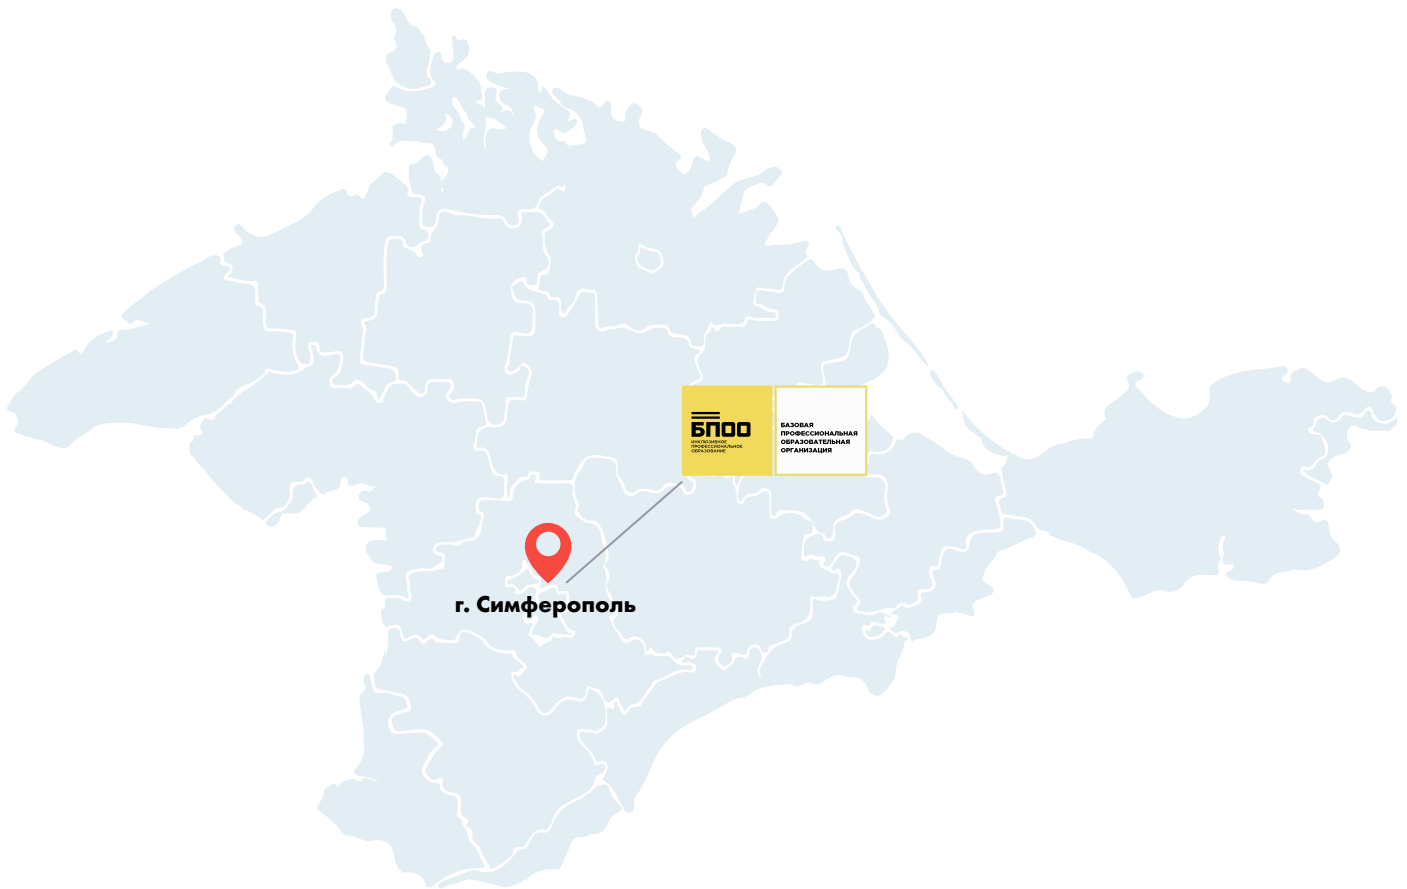 БПОО
ИНКЛЮЗИВНОЕ
ПРОФЕССИОНАЛЬНОЕ
ОБРАЗОВАНИЕ
БАЗОВАЯ
ПРОФЕССИОНАЛЬНАЯ
ОБРАЗОВАТЕЛЬНАЯ
ОРГАНИЗАЦИЯ
г. Симферополь